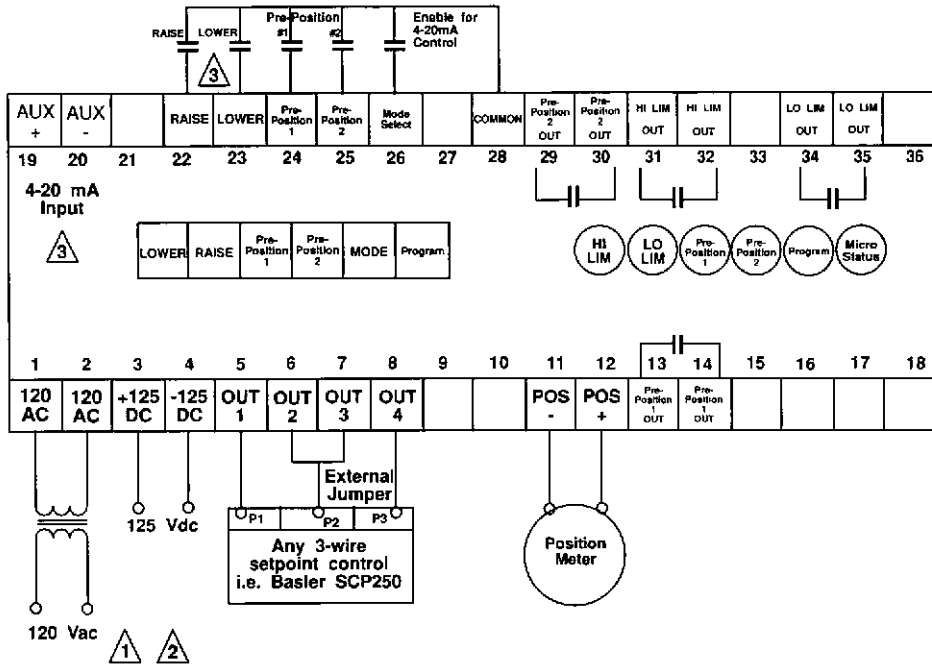 Pre-Position
Enable for
4-20mA
Control
RAISE LOWER #1 #2
3
AUX + AUX - RAISE LOWER Pre-Position 1 Pre-Position 2 Mode Select COMMON Pre-Position 2 OUT Pre-Position 2 OUT HI LIM OUT HI LIM OUT LO LIM OUT LO LIM OUT
19 20 21 22 23 24 25 26 27 28 29 30 31 32 33 34 35 36
4-20 mA
Input
3
LOWER RAISE Pre-Position 1 Pre-Position 2 MODE Program
HI LIM LO LIM Pre-Position 1 Pre-Position 2 Program Micro Status
1 2 3 4 5 6 7 8 9 10 11 12 13 14 15 16 17 18
120 AC 120 AC +125 DC -125 DC OUT 1 OUT 2 OUT 3 OUT 4 POS - POS + Pre-Position 1 OUT Pre-Position 1 OUT
External
Jumper
P1 P2 P3
125 Vdc
Any 3-wire
setpoint control
i.e. Basler SCP250
Position
Meter
120 Vac 1 2